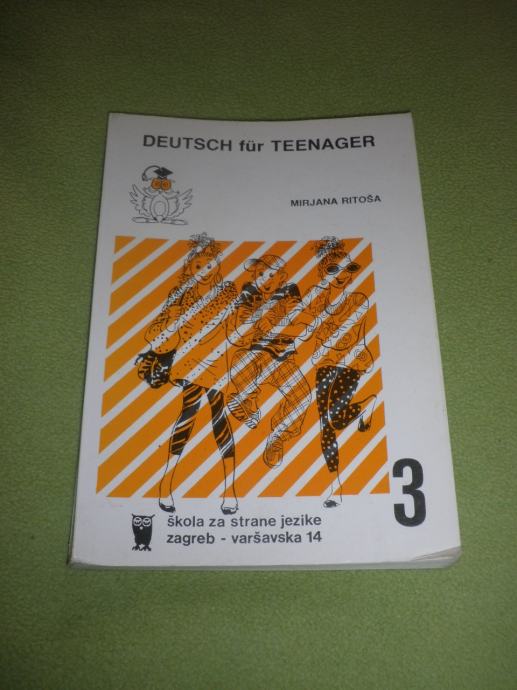 DEUTSCH für TEENAGER
MIRJANA RITOŠA
3
škola za strane jezike
zagreb - varšavska 14